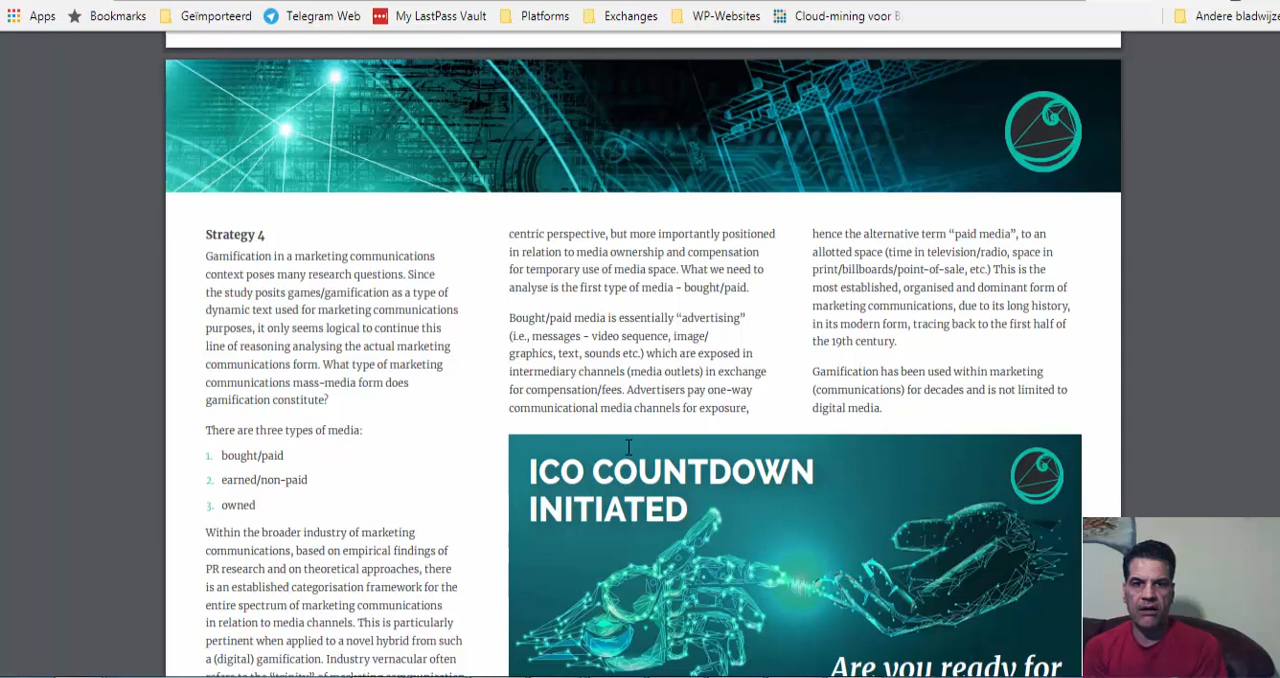 Apps Bookmarks Geïmporteerd Telegram Web My LastPass Vault Platforms Exchanges WP-Websites Cloud-mining voor B Andere bladwijze
Strategy 4
Gamification in a marketing communications
context poses many research questions. Since
the study posits games/gamification as a type of
dynamic text used for marketing communications
purposes, it only seems logical to continue this
line of reasoning analysing the actual marketing
communications form. What type of marketing
communications mass-media form does
gamification constitute?
There are three types of media:
1. bought/paid
2. earned/non-paid
3. owned
Within the broader industry of marketing
communications, based on empirical findings of
PR research and on theoretical approaches, there
is an established categorisation framework for the
entire spectrum of marketing communications
in relation to media channels. This is particularly
pertinent when applied to a novel hybrid from such
a (digital) gamification. Industry vernacular often
refers to the "trinity" of marketing communication
centric perspective, but more importantly positioned
in relation to media ownership and compensation
for temporary use of media space. What we need to
analyse is the first type of media - bought/paid.
Bought/paid media is essentially “advertising”
(i.e., messages - video sequence, image/
graphics, text, sounds etc.) which are exposed in
intermediary channels (media outlets) in exchange
for compensation/fees. Advertisers pay one-way
communicational media channels for exposure,
hence the alternative term “paid media”, to an
allotted space (time in television/radio, space in
print/billboards/point-of-sale, etc.) This is the
most established, organised and dominant form of
marketing communications, due to its long history,
in its modern form, tracing back to the first half of
the 19th century.
Gamification has been used within marketing
(communications) for decades and is not limited to
digital media.
ICO COUNTDOWN
INITIATED
Are you ready for